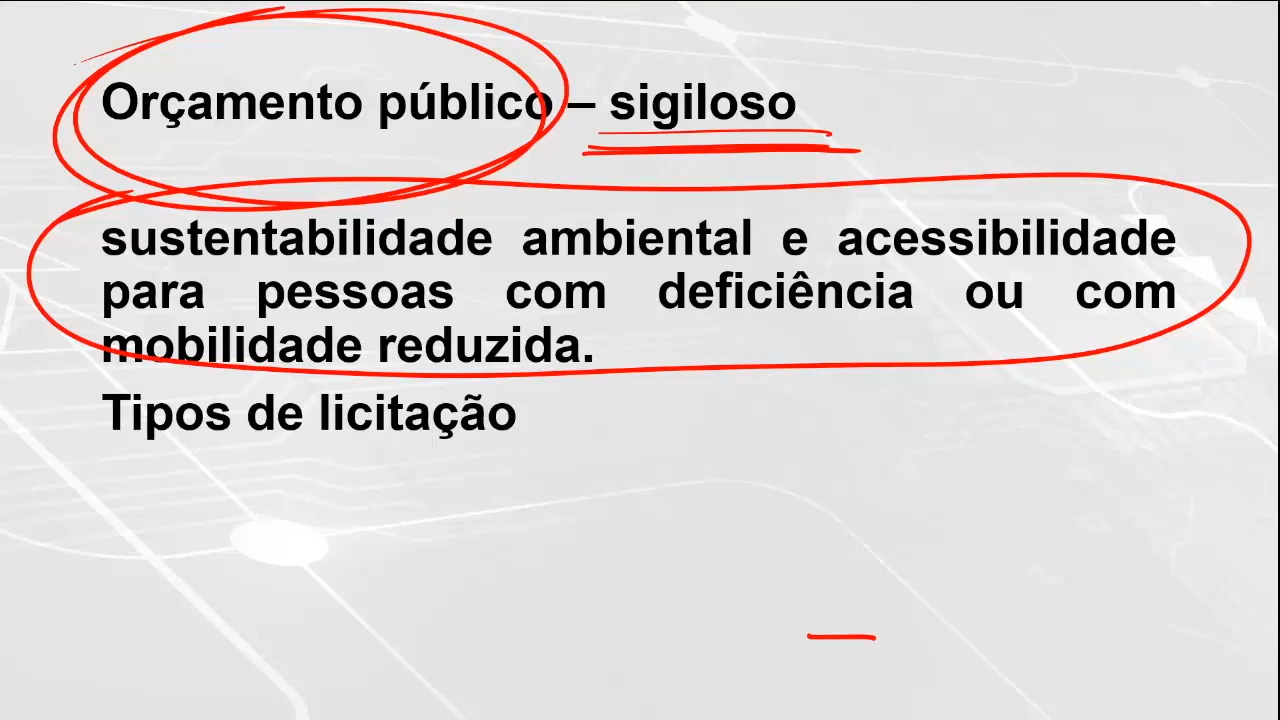 Orçamento público – sigiloso
sustentabilidade ambiental e acessibilidade
para pessoas com deficiência ou com
mobilidade reduzida.
Tipos de licitação